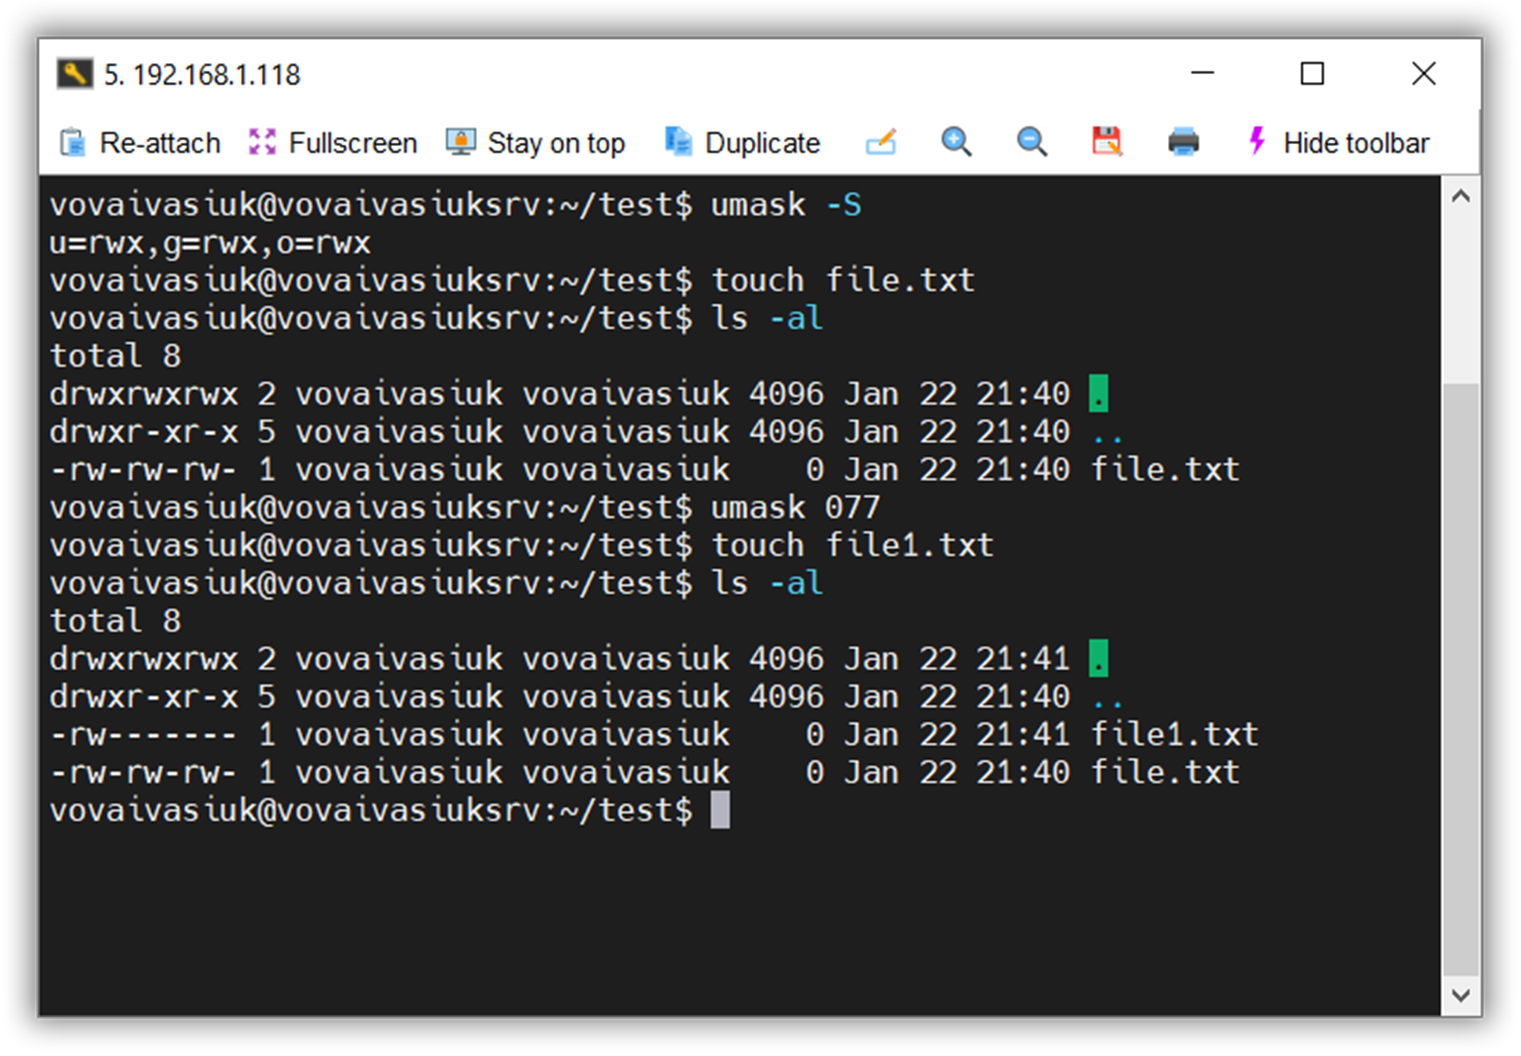 5. 192.168.1.118
Re-attach Fullscreen Stay on top Duplicate Hide toolbar
vovaivasiuk@vovaivasiuksrv:~/test$ umask -S
u=rwx,g=rwx,o=rwx
vovaivasiuk@vovaivasiuksrv:~/test$ touch file.txt
vovaivasiuk@vovaivasiuksrv:~/test$ ls -al
total 8
drwxrwxrwx 2 vovaivasiuk vovaivasiuk 4096 Jan 22 21:40 .
drwxr-xr-x 5 vovaivasiuk vovaivasiuk 4096 Jan 22 21:40 ..
-rw-rw-rw- 1 vovaivasiuk vovaivasiuk    0 Jan 22 21:40 file.txt
vovaivasiuk@vovaivasiuksrv:~/test$ umask 077
vovaivasiuk@vovaivasiuksrv:~/test$ touch file1.txt
vovaivasiuk@vovaivasiuksrv:~/test$ ls -al
total 8
drwxrwxrwx 2 vovaivasiuk vovaivasiuk 4096 Jan 22 21:41 .
drwxr-xr-x 5 vovaivasiuk vovaivasiuk 4096 Jan 22 21:40 ..
-rw------- 1 vovaivasiuk vovaivasiuk    0 Jan 22 21:41 file1.txt
-rw-rw-rw- 1 vovaivasiuk vovaivasiuk    0 Jan 22 21:40 file.txt
vovaivasiuk@vovaivasiuksrv:~/test$